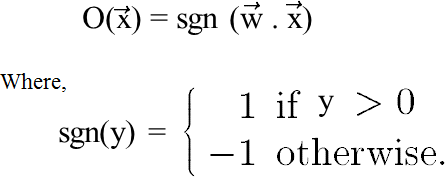 O(x⃗) = sgn (w⃗ . x⃗)
Where,
sgn(y) = { 1 if y > 0
−1 otherwise.